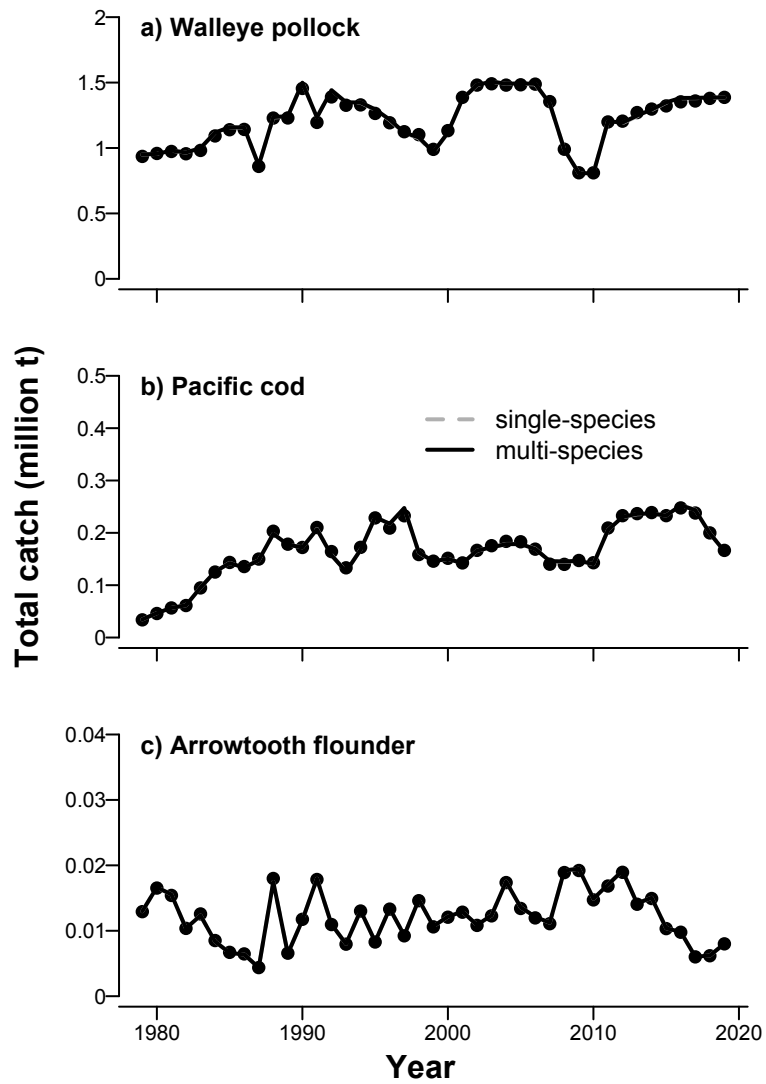 a) Walleye pollock
2
1.5
1
0.5
0
b) Pacific cod
0.5
0.4
0.3
0.2
0.1
0
single-species
multi-species
Total catch (million t)
c) Arrowtooth flounder
0.04
0.03
0.02
0.01
0
1980 1990 2000 2010 2020
Year